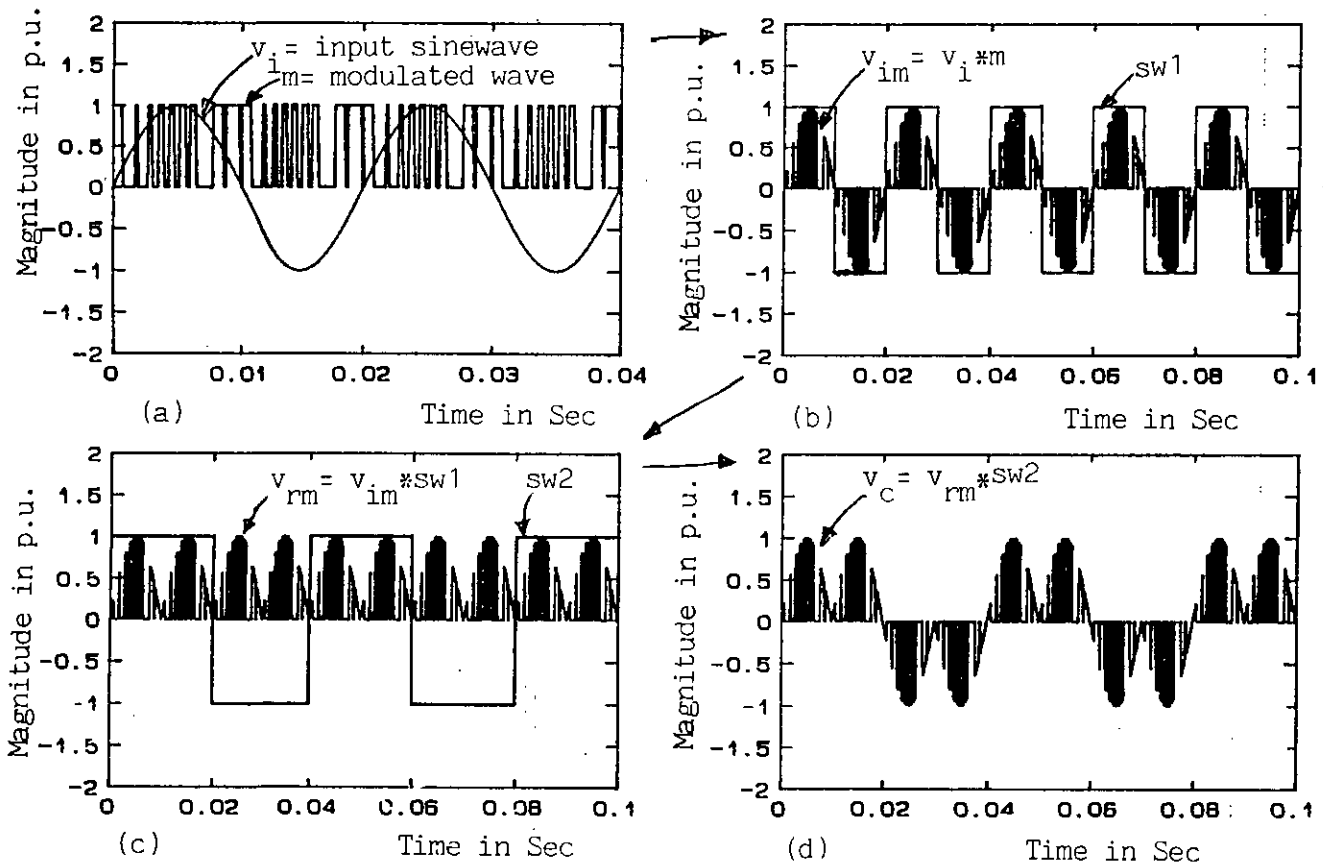 2
1.5
1
0.5
0
-0.5
-1
-1.5
-2
Magnitude in p.u.
v_i= input sinewave
m= modulated wave
0 0.01 0.02 0.03 0.04
(a) Time in Sec
2
1.5
1
0.5
0
-0.5
-1
-1.5
-2
Magnitude in p.u.
v_im = v_i*m
sw1
0 0.02 0.04 0.06 0.08 0.1
(b) Time in Sec
2
1.5
1
0.5
0
-0.5
-1
-1.5
-2
Magnitude in p.u.
v_rm= v_im*sw1
sw2
0 0.02 0.04 0.06 0.08 0.1
(c) Time in Sec
2
1.5
1
0.5
0
-0.5
-1
-1.5
-2
Magnitude in p.u.
v_c= v_rm*sw2
0 0.02 0.04 0.06 0.08 0.1
(d) Time in Sec